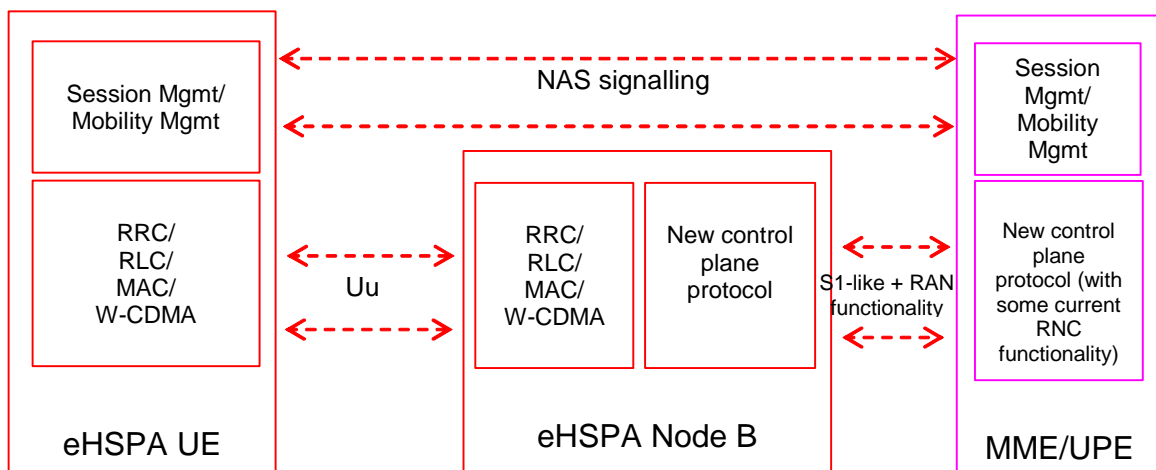 NAS signalling
Session Mgmt/
Mobility Mgmt
Session
Mgmt/
Mobility
Mgmt
RRC/
RLC/
MAC/
W-CDMA
Uu
RRC/
RLC/
MAC/
W-CDMA
New control
plane
protocol
S1-like + RAN
functionality
New control
plane
protocol (with
some current
RNC
functionality)
eHSPA UE
eHSPA Node B
MME/UPE